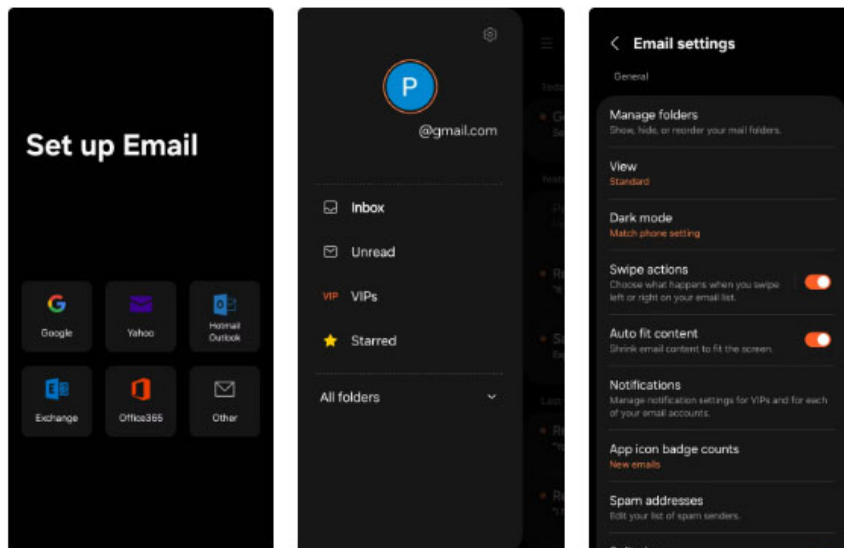 Set up Email
Google
Yahoo
Hotmail
Outlook
Exchange
Office365
Other
P
@gmail.com
Inbox
Unread
VIP VIPs
Starred
All folders
Email settings
General
Manage folders
Show, hide, or reorder your mail folders.
View
Standard
Dark mode
Match phone setting
Swipe actions
Choose what happens when you swipe
left or right on your email list.
Auto fit content
Shrink email content to fit the screen.
Notifications
Manage notification settings for VIPs and for each
of your email accounts.
App icon badge counts
New emails
Spam addresses
Edit your list of spam senders.